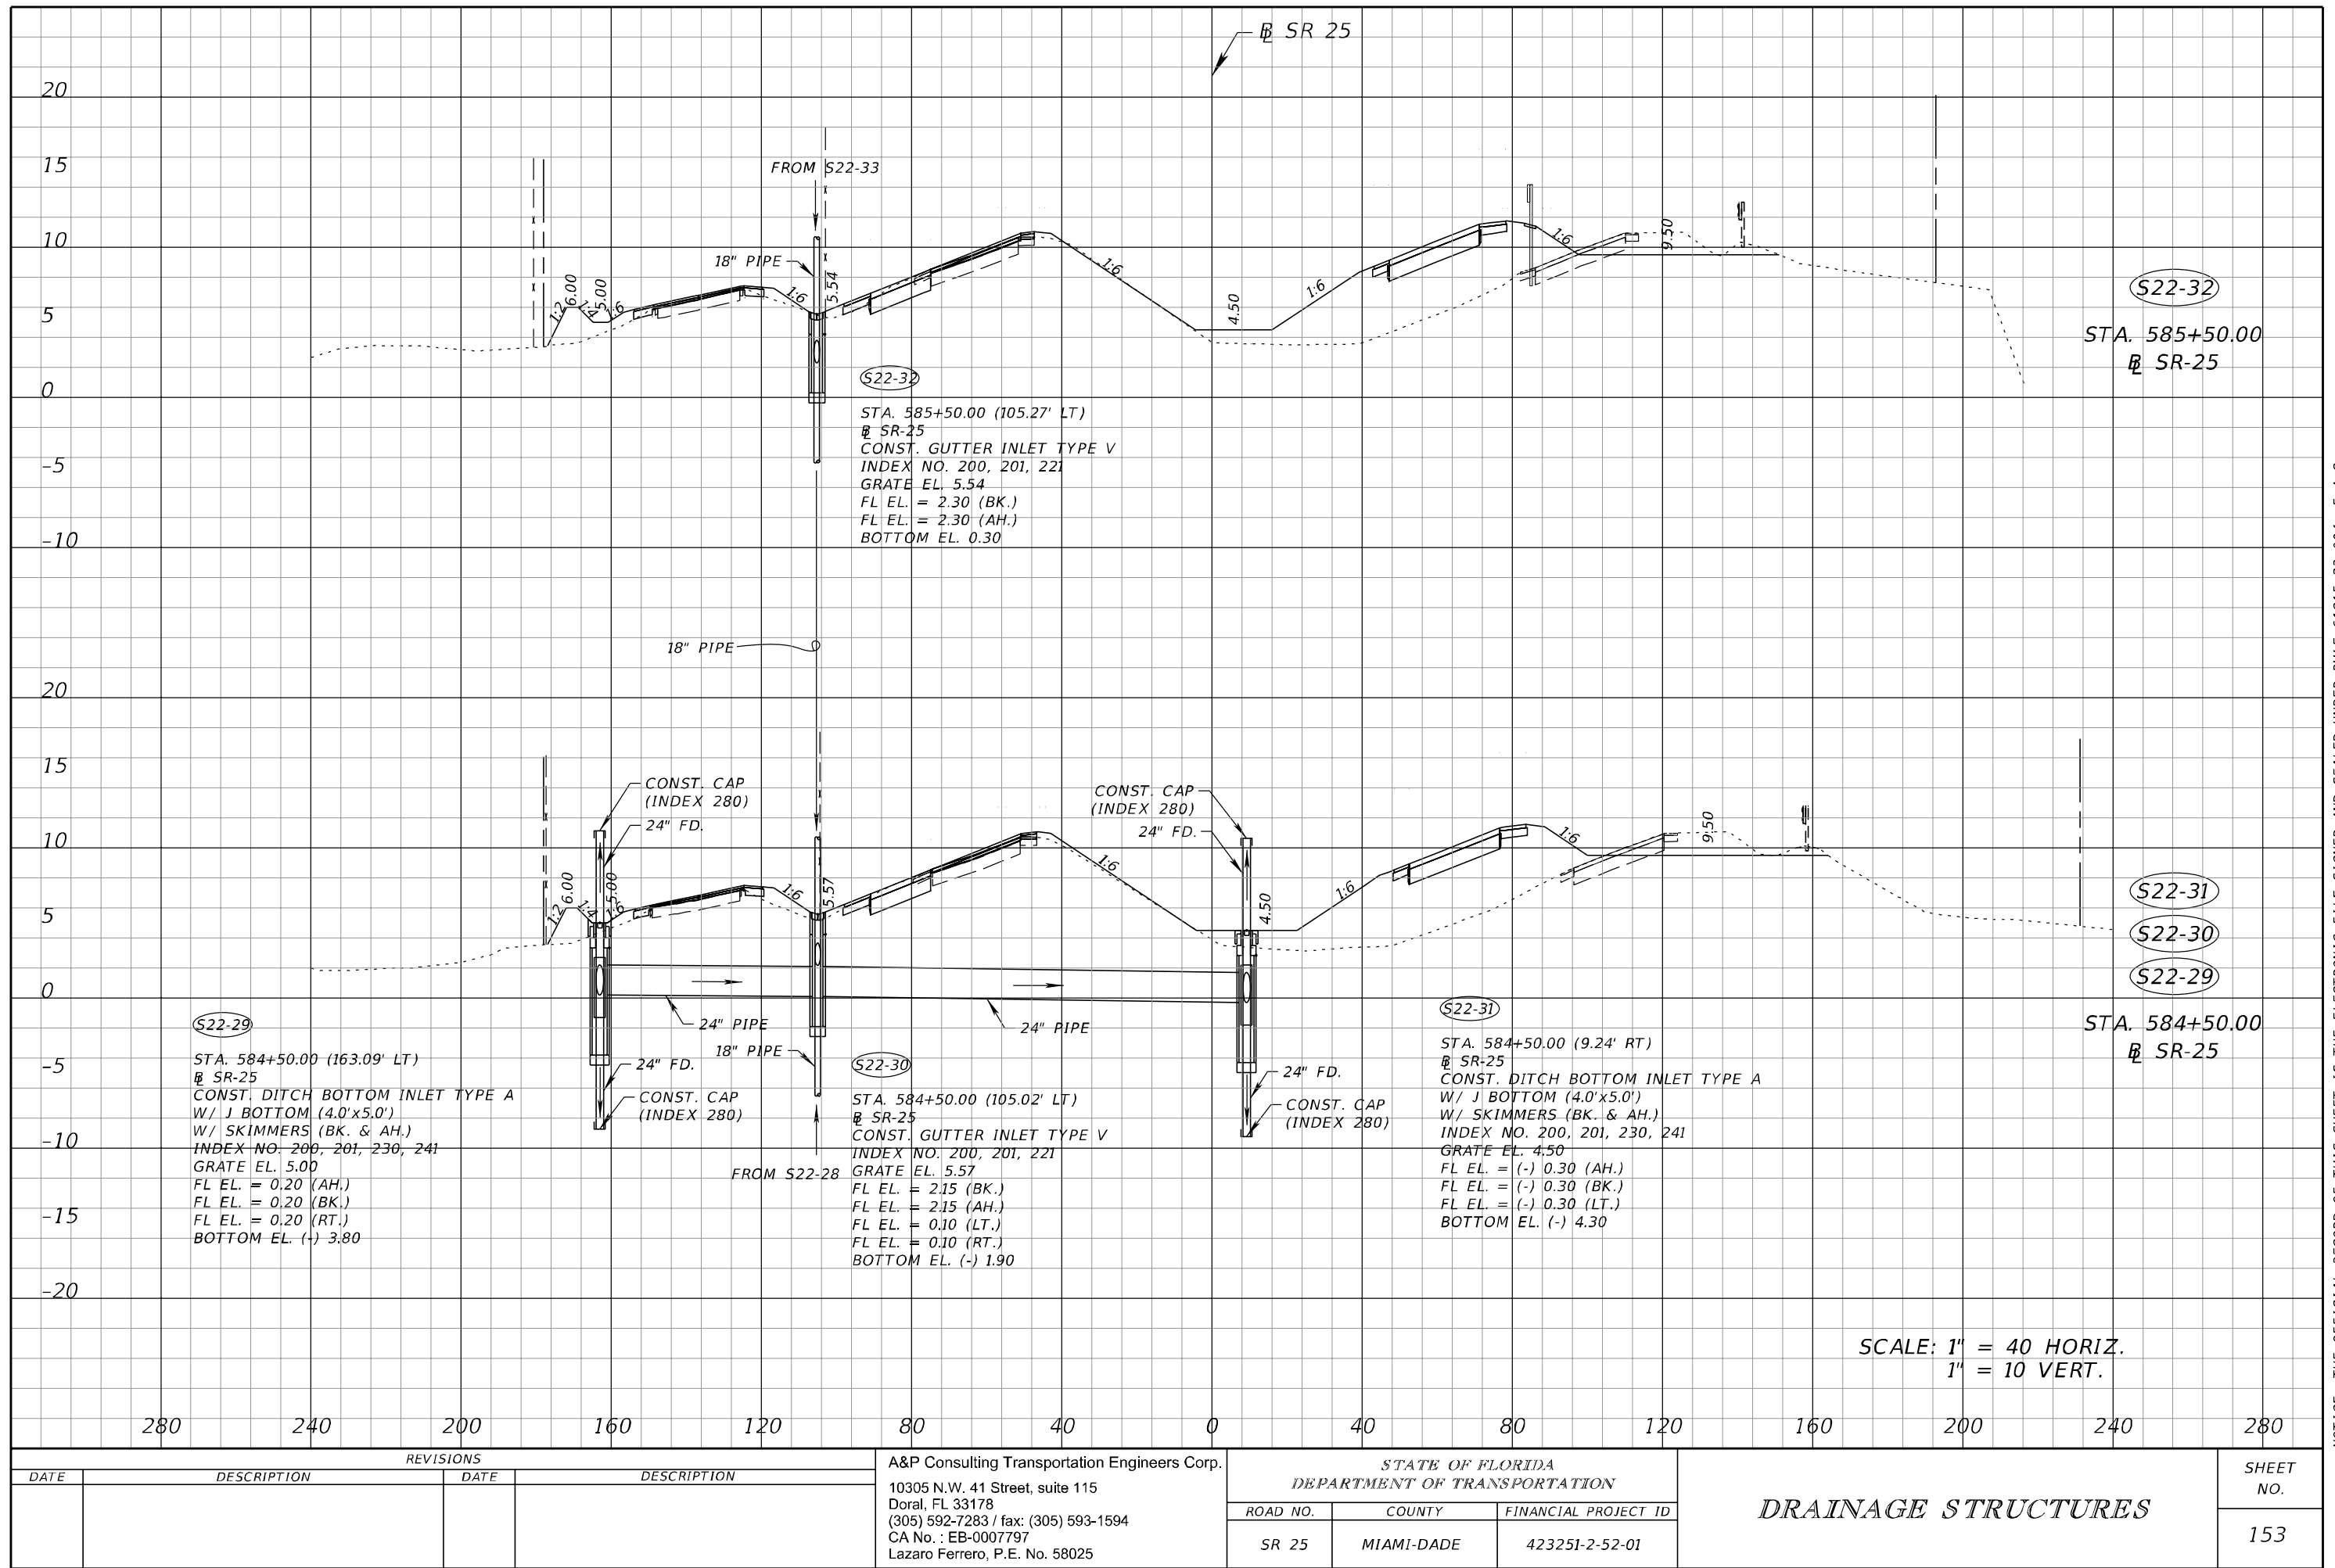 ℄ SR 25
20
15
10
5
0
-5
-10
FROM S22-33
18" PIPE
1:2
6.00
1:4
5.00
1:6
1:6
5.54
1:6
4.50
1:6
1:6
9.50
S22-32
STA. 585+50.00
℄ SR-25
S22-32
STA. 585+50.00 (105.27' LT)
℄ SR-25
CONST. GUTTER INLET TYPE V
INDEX NO. 200, 201, 221
GRATE EL. 5.54
FL EL. = 2.30 (BK.)
FL EL. = 2.30 (AH.)
BOTTOM EL. 0.30
18" PIPE
20
15
10
5
0
-5
-10
-15
-20
CONST. CAP
(INDEX 280)
24" FD.
CONST. CAP
(INDEX 280)
24" FD.
1:2
6.00
1:4
5.00
1:6
1:6
5.57
1:6
4.50
1:6
1:6
9.50
S22-31
S22-30
S22-29
STA. 584+50.00
℄ SR-25
24" PIPE
24" PIPE
18" PIPE
24" FD.
CONST. CAP
(INDEX 280)
24" FD.
CONST. CAP
(INDEX 280)
FROM S22-28
S22-29
STA. 584+50.00 (163.09' LT)
℄ SR-25
CONST. DITCH BOTTOM INLET TYPE A
W/ J BOTTOM (4.0'x5.0')
W/ SKIMMERS (BK. & AH.)
INDEX NO. 200, 201, 230, 241
GRATE EL. 5.00
FL EL. = 0.20 (AH.)
FL EL. = 0.20 (BK.)
FL EL. = 0.20 (RT.)
BOTTOM EL. (-) 3.80
S22-30
STA. 584+50.00 (105.02' LT)
℄ SR-25
CONST. GUTTER INLET TYPE V
INDEX NO. 200, 201, 221
GRATE EL. 5.57
FL EL. = 2.15 (BK.)
FL EL. = 2.15 (AH.)
FL EL. = 0.10 (LT.)
FL EL. = 0.10 (RT.)
BOTTOM EL. (-) 1.90
S22-31
STA. 584+50.00 (9.24' RT)
℄ SR-25
CONST. DITCH BOTTOM INLET TYPE A
W/ J BOTTOM (4.0'x5.0')
W/ SKIMMERS (BK. & AH.)
INDEX NO. 200, 201, 230, 241
GRATE EL. 4.50
FL EL. = (-) 0.30 (AH.)
FL EL. = (-) 0.30 (BK.)
FL EL. = (-) 0.30 (LT.)
BOTTOM EL. (-) 4.30
SCALE: 1" = 40 HORIZ.
1" = 10 VERT.
280 240 200 160 120 80 40 0 40 80 120 160 200 240 280
REVISIONS
DATE DESCRIPTION DATE DESCRIPTION
A&P Consulting Transportation Engineers Corp.
10305 N.W. 41 Street, suite 115
Doral, FL 33178
(305) 592-7283 / fax: (305) 593-1594
CA No. : EB-0007797
Lazaro Ferrero, P.E. No. 58025
STATE OF FLORIDA
DEPARTMENT OF TRANSPORTATION
ROAD NO. COUNTY FINANCIAL PROJECT ID
SR 25 MIAMI-DADE 423251-2-52-01
DRAINAGE STRUCTURES
SHEET
NO.
153